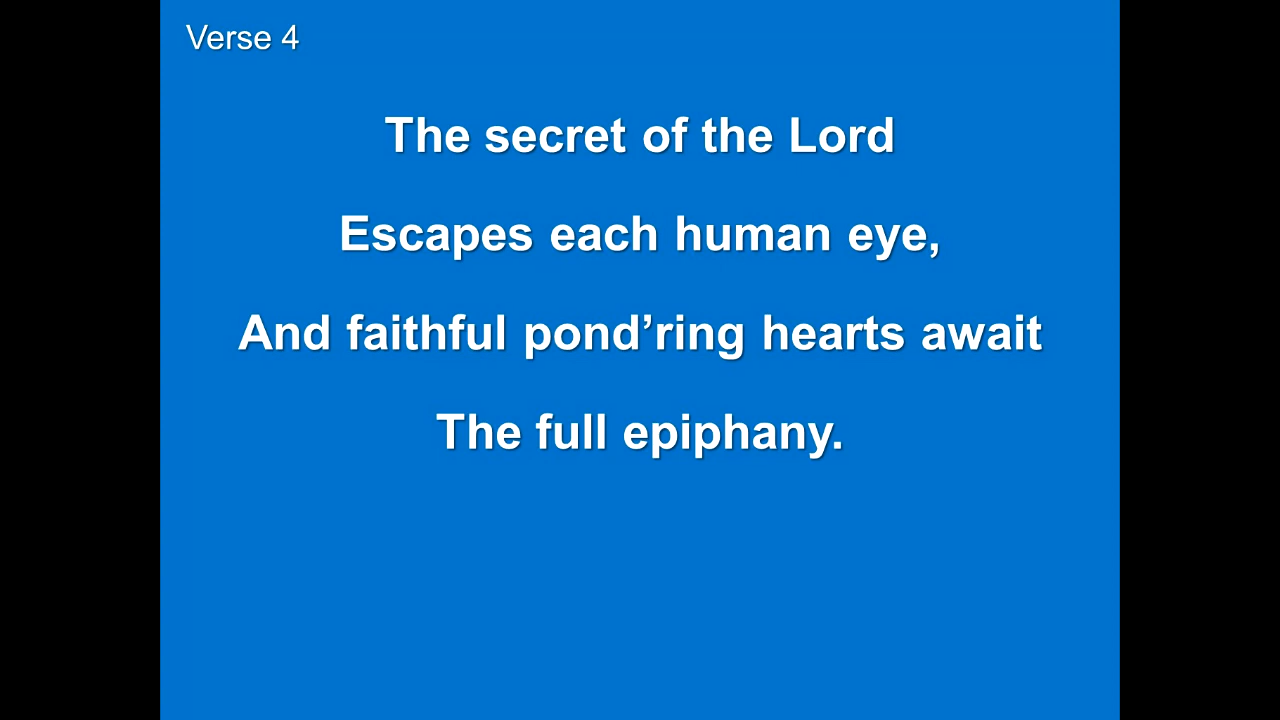 Verse 4
The secret of the Lord
Escapes each human eye,
And faithful pond’ring hearts await
The full epiphany.